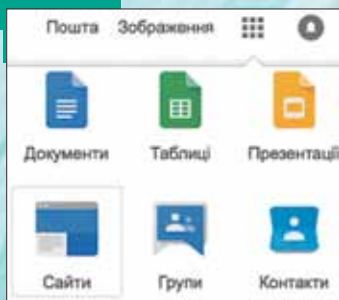 Пошта Зображення
Документи Таблиці Презентації
Сайти Групи Контакти